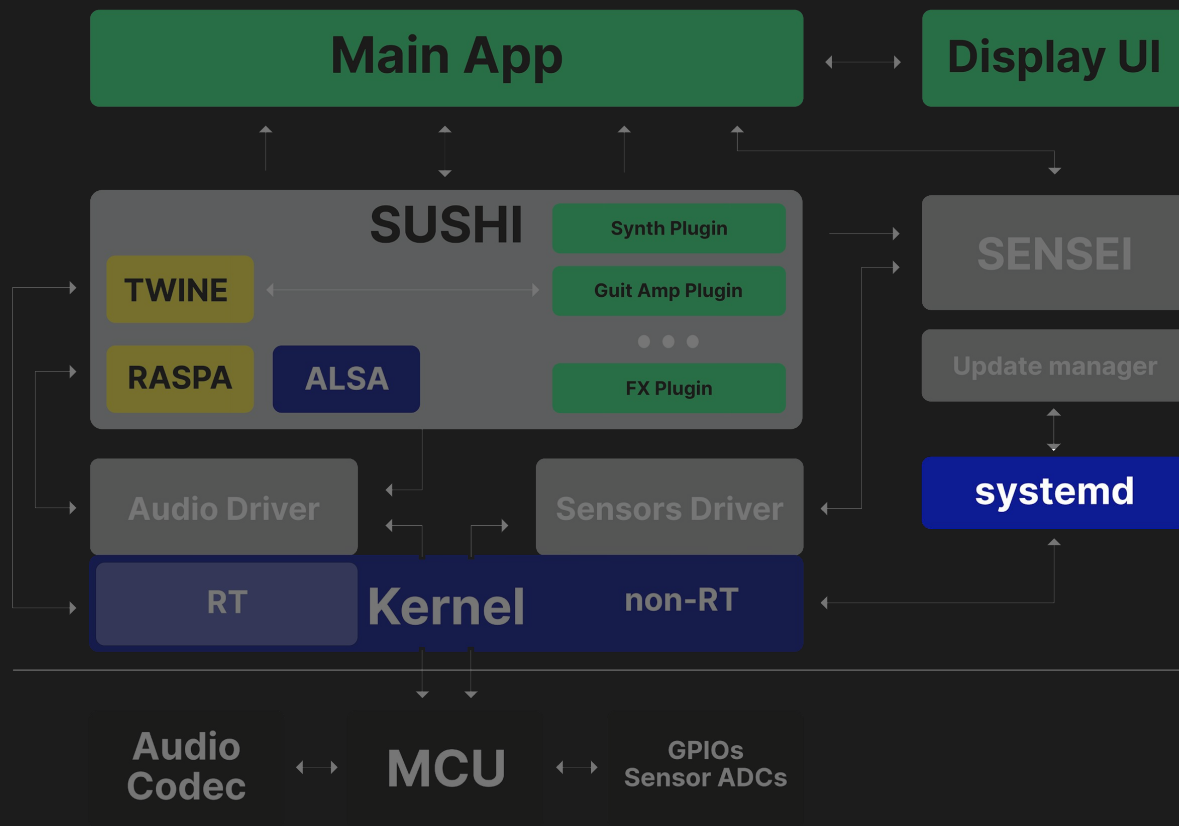 Main App
Display UI
SUSHI
Synth Plugin
SENSEI
TWINE
Guit Amp Plugin
RASPA
ALSA
FX Plugin
Update manager
Audio Driver
Sensors Driver
systemd
RT
Kernel
non-RT
Audio
Codec
MCU
GPIOs
Sensor ADCs